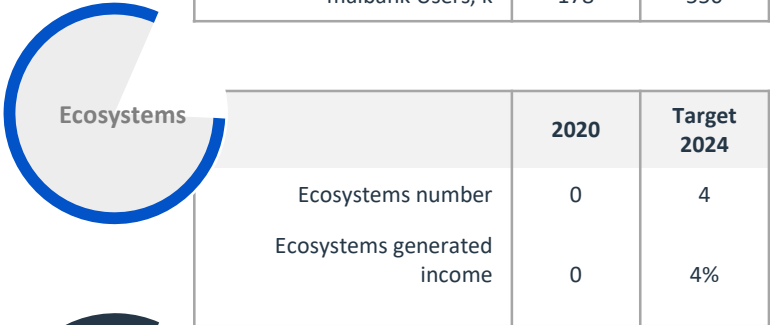 Ecosystems
2020
Target
2024
Ecosystems number 0 4
Ecosystems generated
income 0 4%